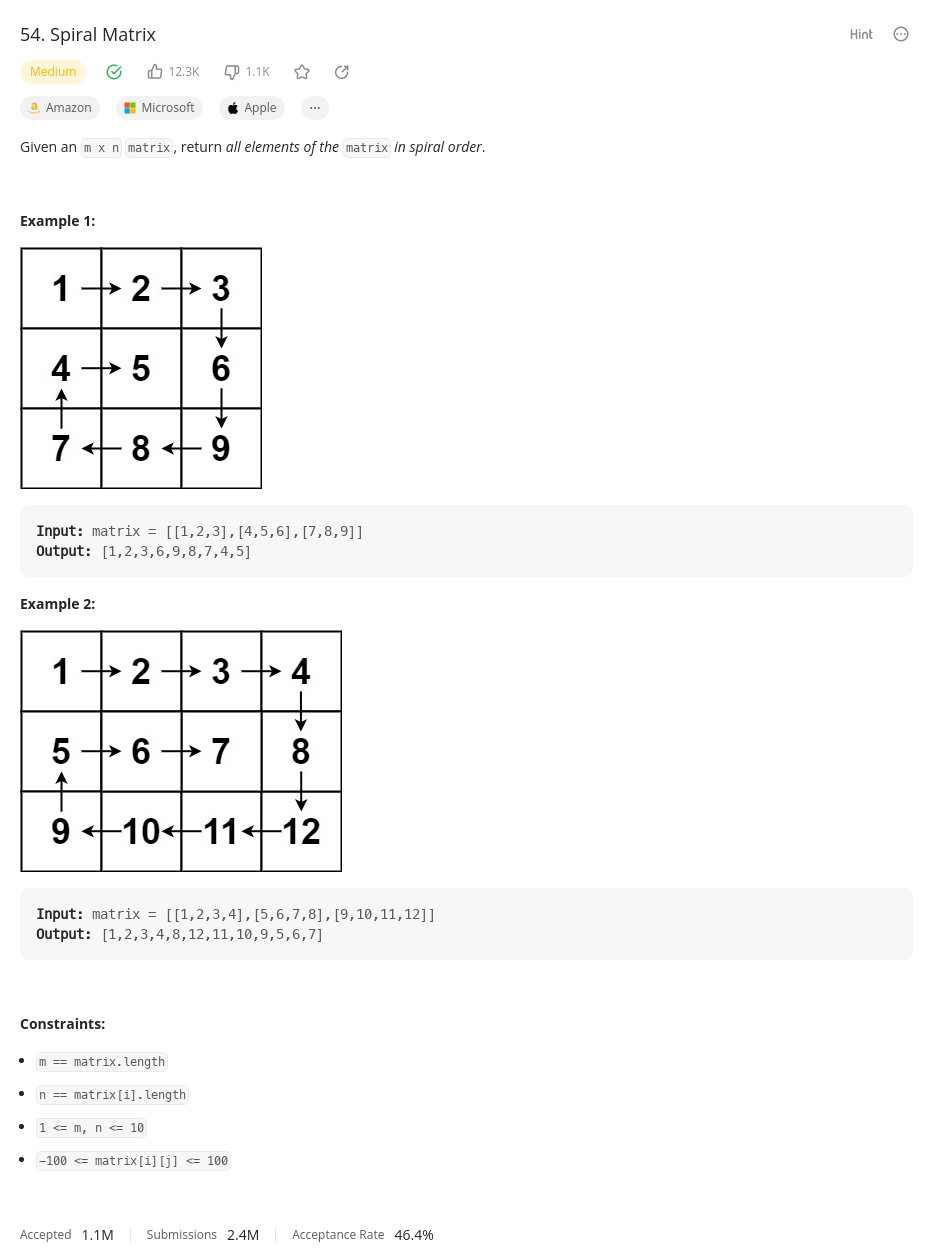 54. Spiral Matrix Hint
Medium 12.3K 1.1K
Amazon Microsoft Apple ...
Given an m x n matrix, return all elements of the matrix in spiral order.
Example 1:
1 2 3
4 5 6
7 8 9
Input: matrix = [[1,2,3],[4,5,6],[7,8,9]]
Output: [1,2,3,6,9,8,7,4,5]
Example 2:
1 2 3 4
5 6 7 8
9 10 11 12
Input: matrix = [[1,2,3,4],[5,6,7,8],[9,10,11,12]]
Output: [1,2,3,4,8,12,11,10,9,5,6,7]
Constraints:
• m == matrix.length
• n == matrix[i].length
• 1 <= m, n <= 10
• -100 <= matrix[i][j] <= 100
Accepted 1.1M Submissions 2.4M Acceptance Rate 46.4%